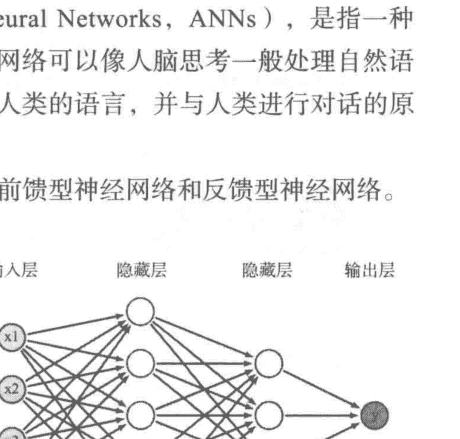 eural Networks，ANNs），是指一种
网络可以像人脑思考一般处理自然语
人类的语言，并与人类进行对话的原
前馈型神经网络和反馈型神经网络。
入层 隐藏层 隐藏层 输出层
x1
x2